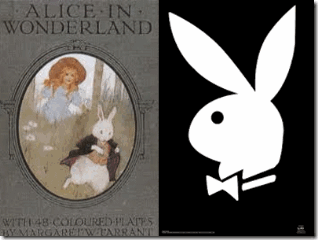 ALICE·IN
WONDERLAND
WITH·48·COLOURED·PLATES
BY MARGARET·W·TARRANT